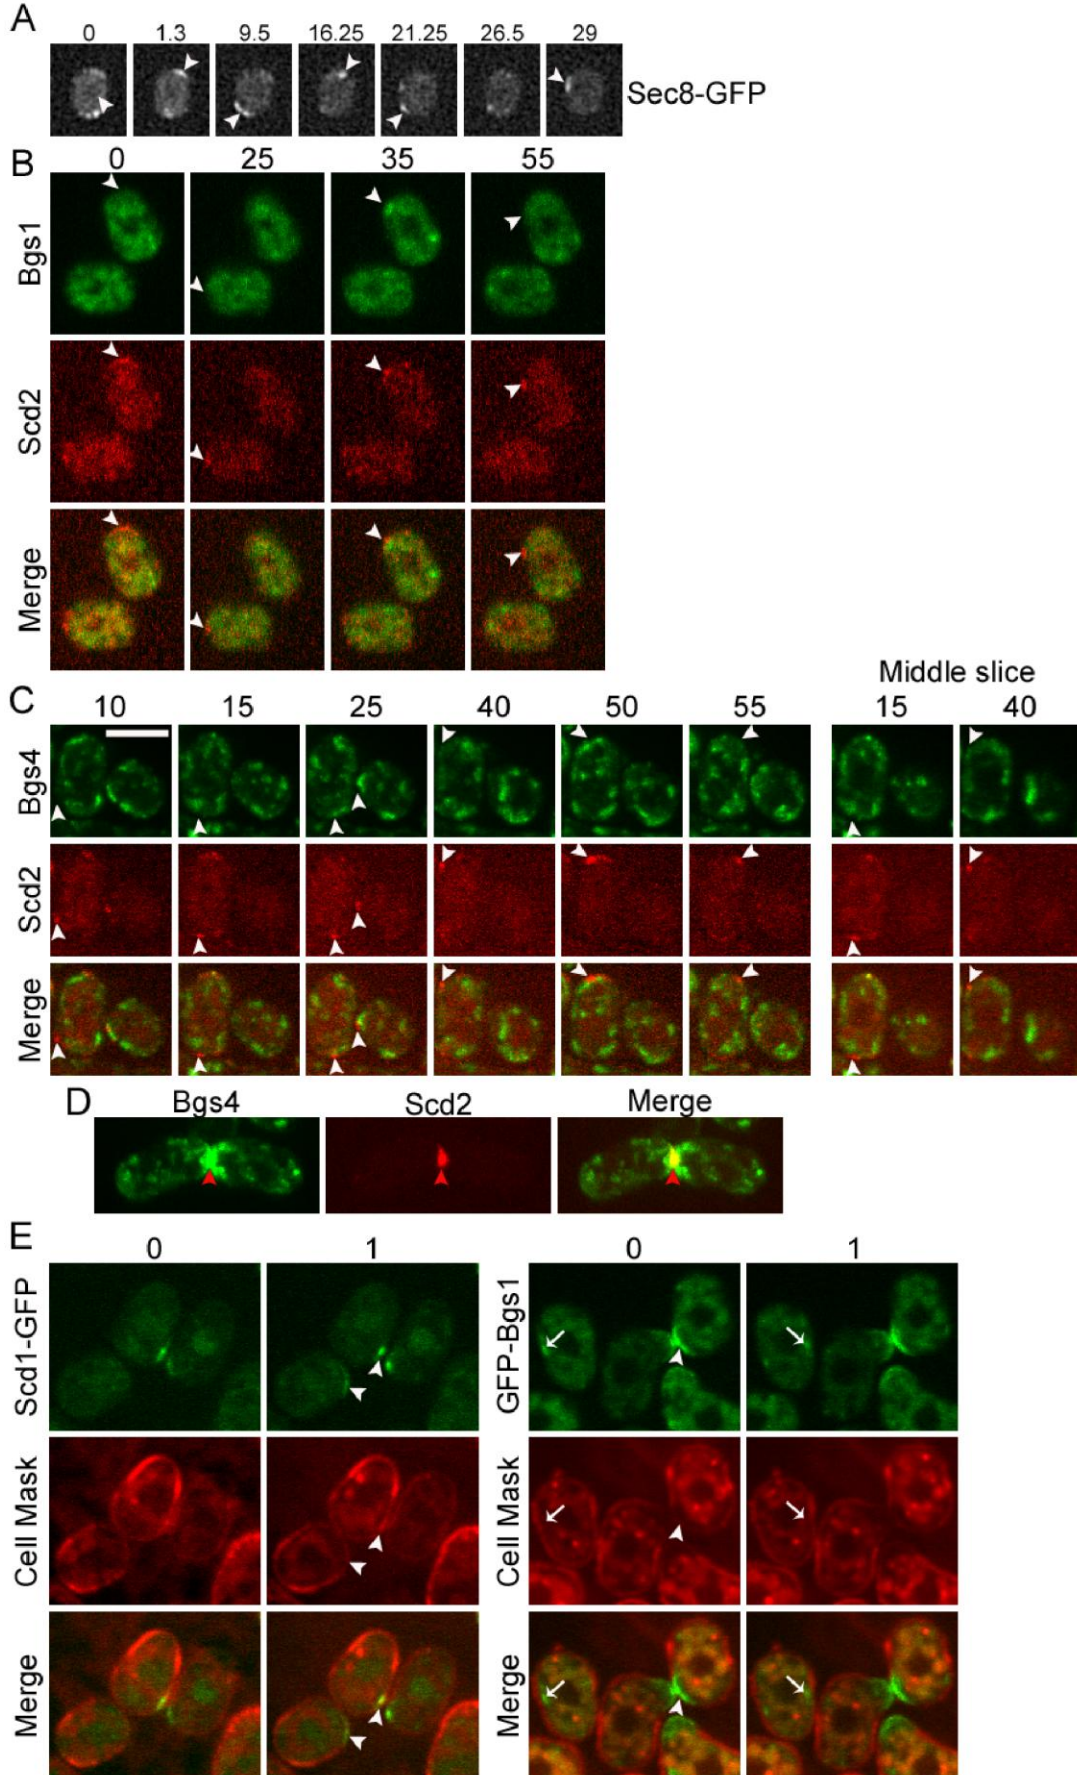 A
0 1.3 9.5 16.25 21.25 26.5 29
Sec8-GFP
B
0 25 35 55
Bgs1
Scd2
Merge
C
Middle slice
10 15 25 40 50 55 15 40
Bgs4
Scd2
Merge
D
Bgs4 Scd2 Merge
E
0 1 0 1
Scd1-GFP
GFP-Bgs1
Cell Mask
Cell Mask
Merge
Merge